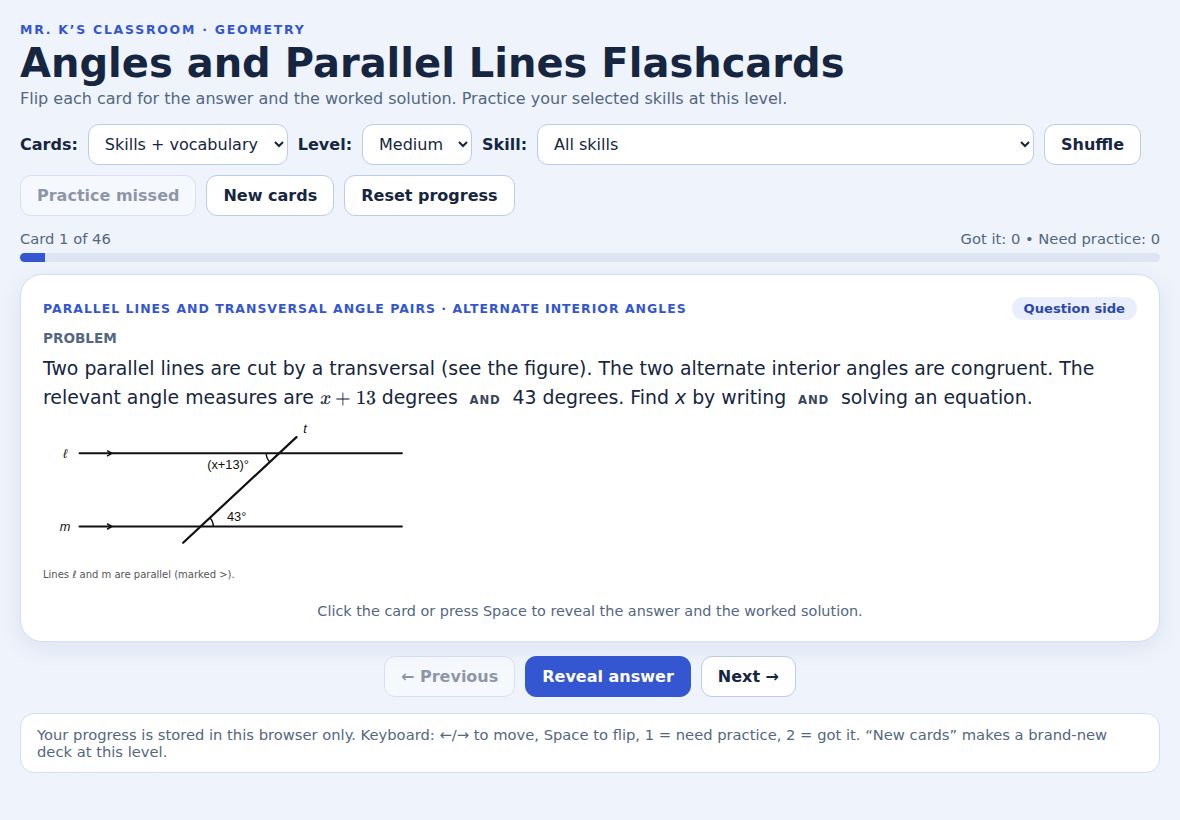 MR. K’S CLASSROOM · GEOMETRY
Angles and Parallel Lines Flashcards
Flip each card for the answer and the worked solution. Practice your selected skills at this level.
Cards: Skills + vocabulary Level: Medium Skill: All skills Shuffle
Practice missed New cards Reset progress
Card 1 of 46 Got it: 0 • Need practice: 0
PARALLEL LINES AND TRANSVERSAL ANGLE PAIRS · ALTERNATE INTERIOR ANGLES Question side
PROBLEM
Two parallel lines are cut by a transversal (see the figure). The two alternate interior angles are congruent. The
relevant angle measures are x + 13 degrees AND 43 degrees. Find x by writing AND solving an equation.
t
ℓ
(x+13)°
43°
m
Lines ℓ and m are parallel (marked >).
Click the card or press Space to reveal the answer and the worked solution.
← Previous Reveal answer Next →
Your progress is stored in this browser only. Keyboard: ←/→ to move, Space to flip, 1 = need practice, 2 = got it. “New cards” makes a brand-new
deck at this level.